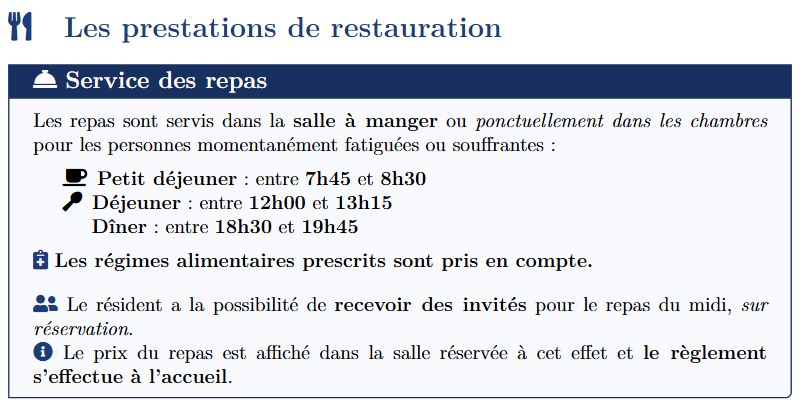 Les prestations de restauration
Service des repas
Les repas sont servis dans la salle à manger ou ponctuellement dans les chambres
pour les personnes momentanément fatiguées ou souffrantes :
Petit déjeuner : entre 7h45 et 8h30
Déjeuner : entre 12h00 et 13h15
Dîner : entre 18h30 et 19h45
Les régimes alimentaires prescrits sont pris en compte.
Le résident a la possibilité de recevoir des invités pour le repas du midi, sur
réservation.
Le prix du repas est affiché dans la salle réservée à cet effet et le règlement
s'effectue à l'accueil.